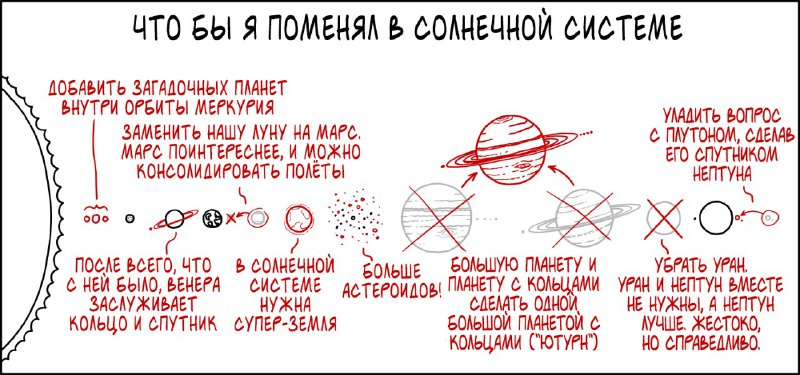 ЧТО БЫ Я ПОМЕНЯЛ В СОЛНЕЧНОЙ СИСТЕМЕ
ДОБАВИТЬ ЗАГАДОЧНЫХ ПЛАНЕТ
ВНУТРИ ОРБИТЫ МЕРКУРИЯ
ЗАМЕНИТЬ НАШУ ЛУНУ НА МАРС.
МАРС ПОИНТЕРЕСНЕЕ, И МОЖНО
КОНСОЛИДИРОВАТЬ ПОЛЁТЫ
УЛАДИТЬ ВОПРОС
С ПЛУТОНОМ, СДЕЛАВ
ЕГО СПУТНИКОМ
НЕПТУНА
ПОСЛЕ ВСЕГО, ЧТО
С НЕЙ БЫЛО, ВЕНЕРА
ЗАСЛУЖИВАЕТ
КОЛЬЦО И СПУТНИК
В СОЛНЕЧНОЙ
СИСТЕМЕ
НУЖНА
СУПЕР-ЗЕМЛЯ
БОЛЬШЕ
АСТЕРОИДОВ!
БОЛЬШУЮ ПЛАНЕТУ И
ПЛАНЕТУ С КОЛЬЦАМИ
СДЕЛАТЬ ОДНОЙ
БОЛЬШОЙ ПЛАНЕТОЙ С
КОЛЬЦАМИ ("ЮТУРН")
УБРАТЬ УРАН.
УРАН И НЕПТУН ВМЕСТЕ
НЕ НУЖНЫ, А НЕПТУН
ЛУЧШЕ. ЖЕСТОКО,
НО СПРАВЕДЛИВО.